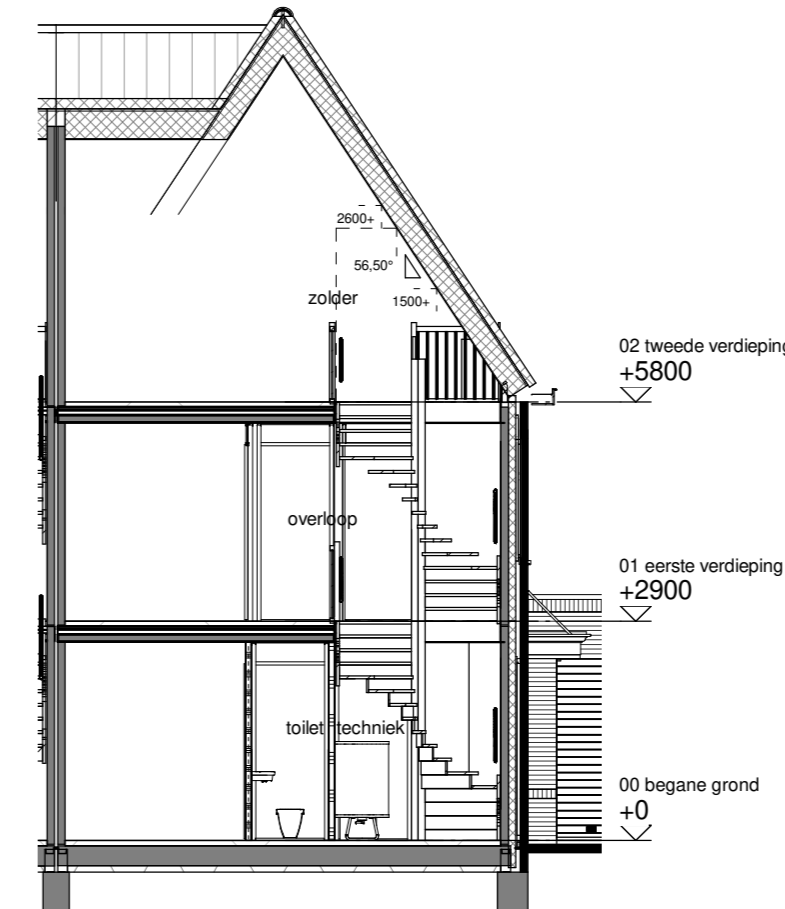 2600+
56,50°
1500+
zolder
02 tweede verdieping
+5800
overloop
01 eerste verdieping
+2900
toilet techniek
00 begane grond
+0